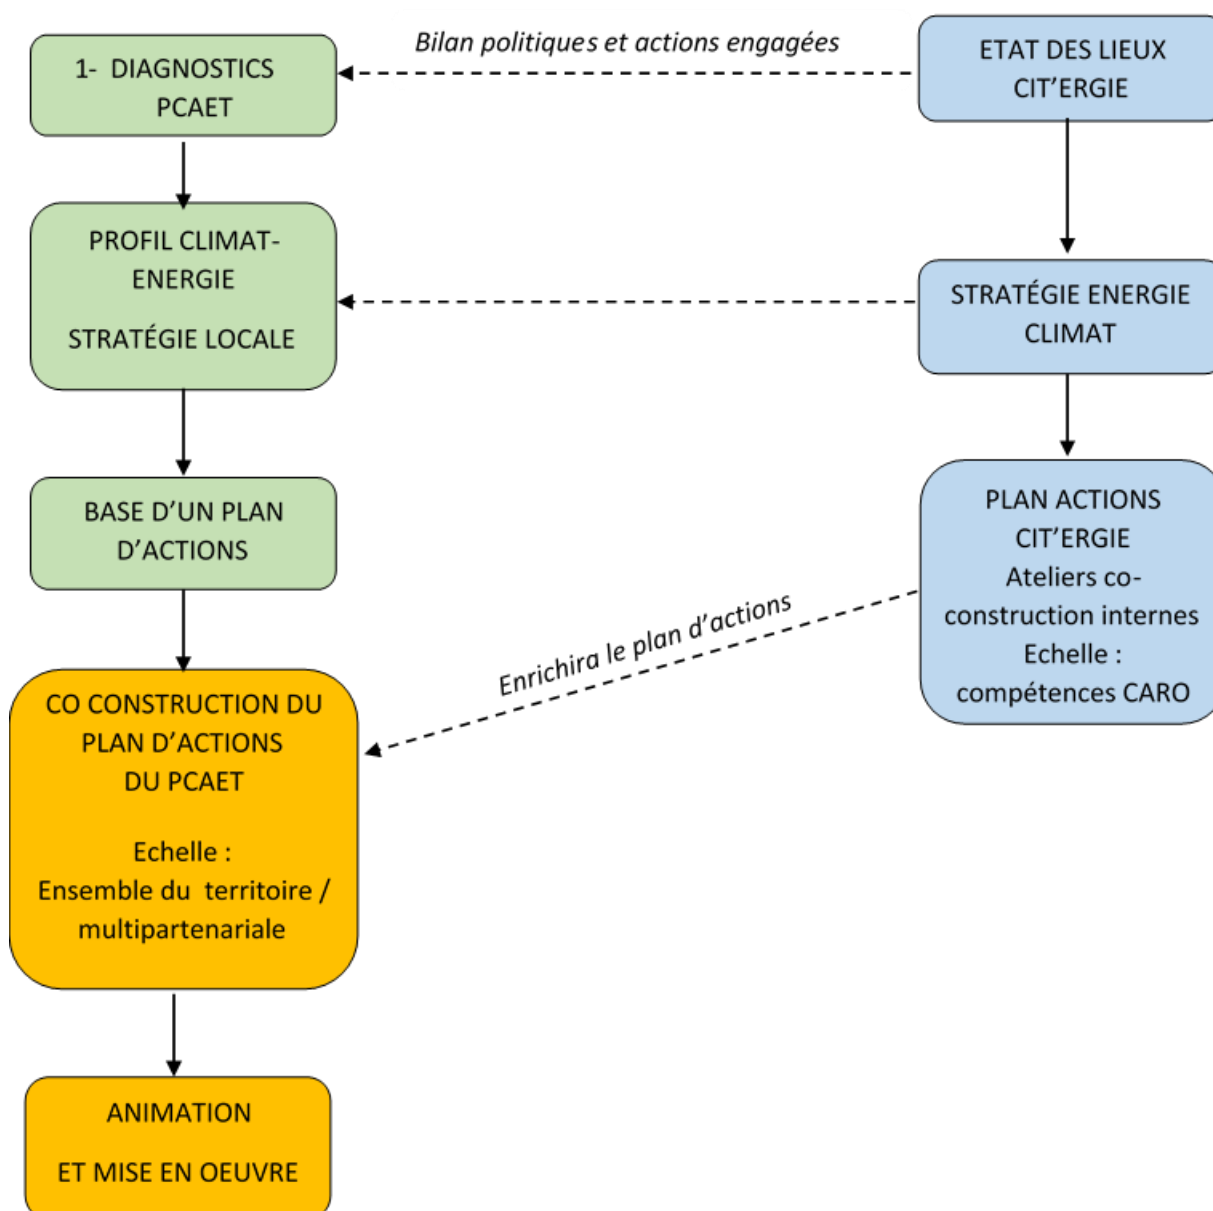 Bilan politiques et actions engagées
1- DIAGNOSTICS
PCAET
ETAT DES LIEUX
CIT’ERGIE
PROFIL CLIMAT-
ENERGIE
STRATÉGIE LOCALE
STRATÉGIE ENERGIE
CLIMAT
BASE D’UN PLAN
D’ACTIONS
PLAN ACTIONS
CIT’ERGIE
Ateliers co-
construction internes
Echelle :
compétences CARO
Enrichira le plan d’actions
CO CONSTRUCTION DU
PLAN D’ACTIONS
DU PCAET
Echelle :
Ensemble du territoire /
multipartenariale
ANIMATION
ET MISE EN OEUVRE